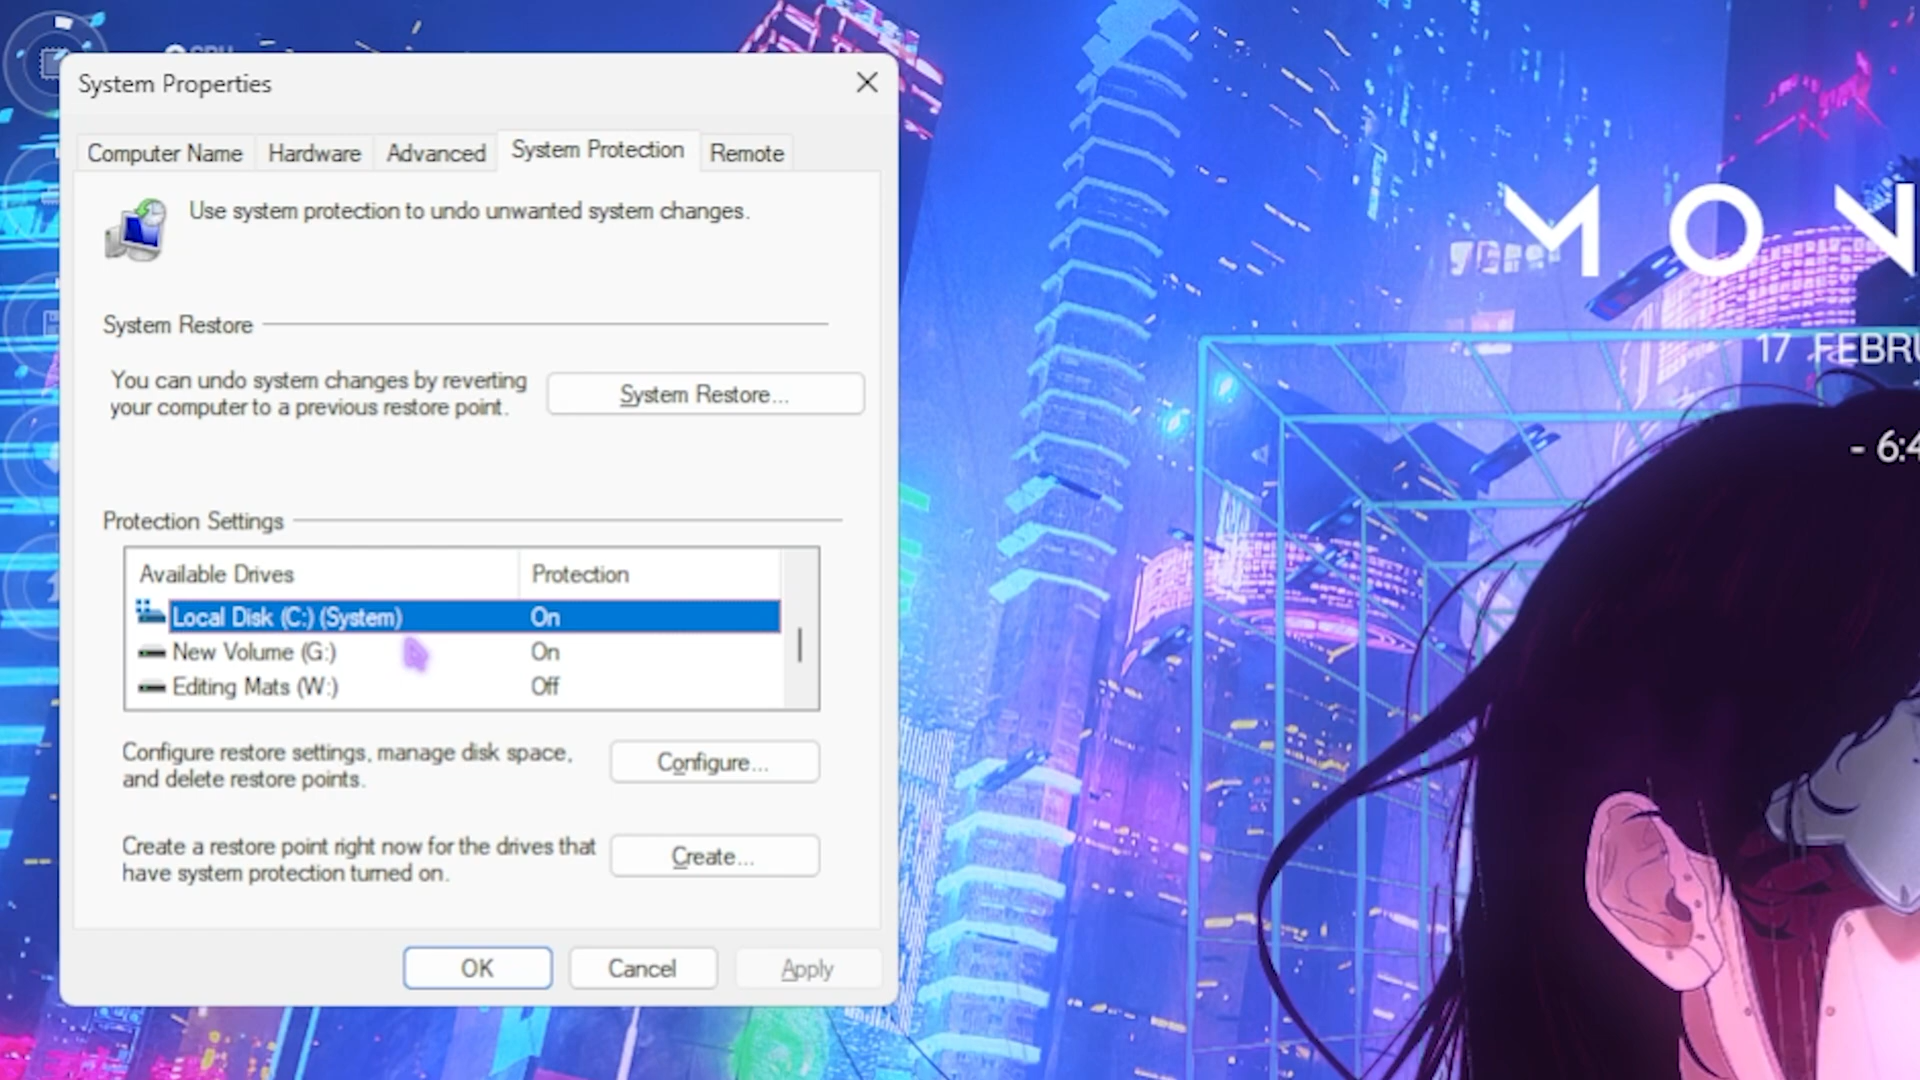 System Properties
Computer Name Hardware Advanced System Protection Remote
Use system protection to undo unwanted system changes.
System Restore
You can undo system changes by reverting
your computer to a previous restore point.
System Restore...
Protection Settings
Available Drives Protection
Local Disk (C:) (System) On
New Volume (G:) On
Editing Mats (W:) Off
Configure restore settings, manage disk space,
and delete restore points.
Configure...
Create a restore point right now for the drives that
have system protection turned on.
Create...
OK Cancel Apply
MON
17 FEBRU
- 6:4